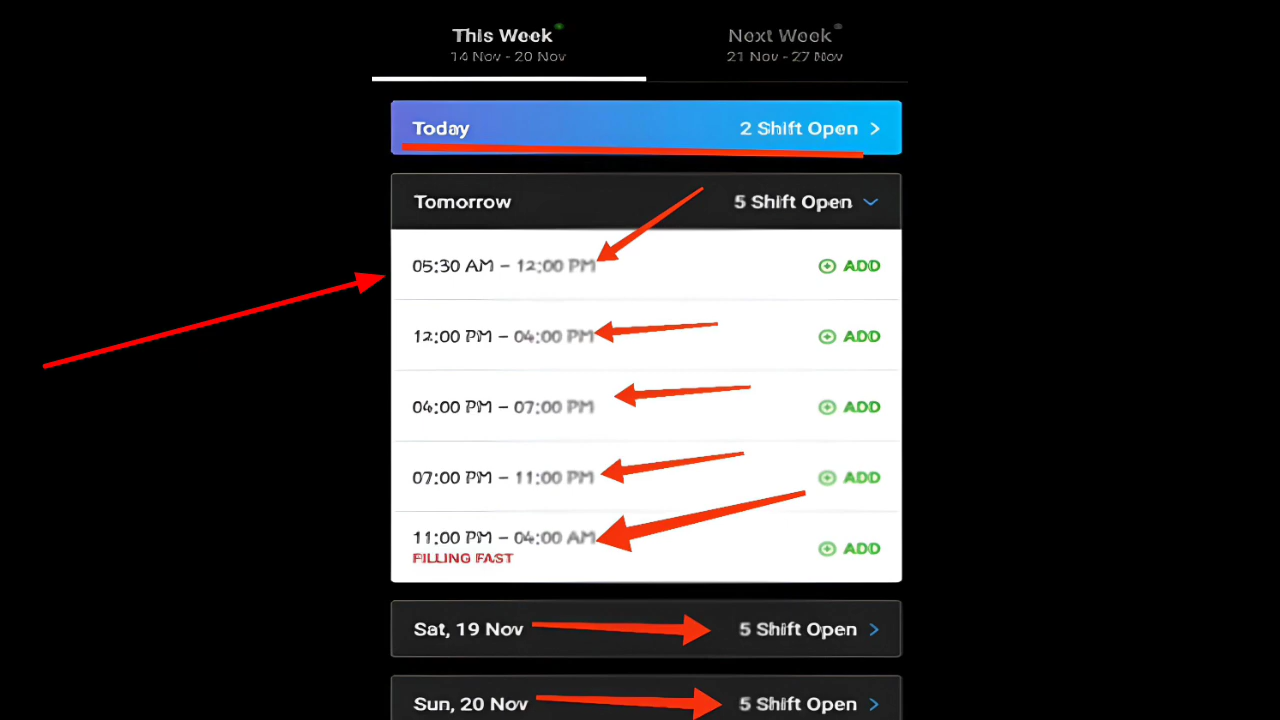 This Week
14 Nov - 20 Nov
Next Week
21 Nov - 27 Nov
Today
2 Shift Open
Tomorrow
5 Shift Open
05:30 AM – 12:00 PM
ADD
12:00 PM – 04:00 PM
ADD
04:00 PM – 07:00 PM
ADD
07:00 PM – 11:00 PM
ADD
11:00 PM – 04:00 AM
FILLING FAST
ADD
Sat, 19 Nov
5 Shift Open
Sun, 20 Nov
5 Shift Open